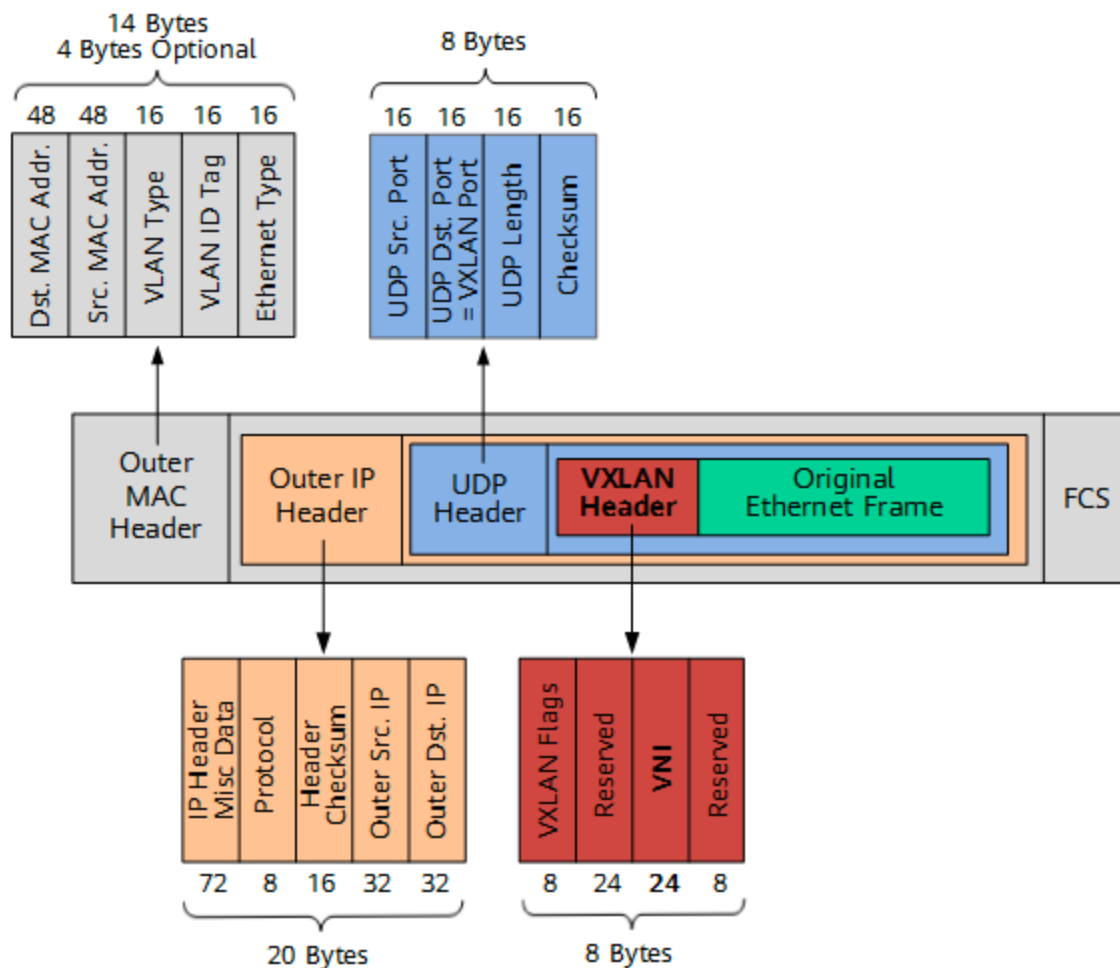 14 Bytes
4 Bytes Optional
48 48 16 16 16
Dst. MAC Addr.
Src. MAC Addr.
VLAN Type
VLAN ID Tag
Ethernet Type
8 Bytes
16 16 16 16
UDP Src. Port
UDP Dst. Port
= VXLAN Port
UDP Length
Checksum
Outer
MAC
Header
Outer IP
Header
UDP
Header
VXLAN
Header
Original
Ethernet Frame
FCS
IP Header
Misc Data
Protocol
Header
Checksum
Outer Src. IP
Outer Dst. IP
72 8 16 32 32
20 Bytes
VXLAN Flags
Reserved
VNI
Reserved
8 24 24 8
8 Bytes